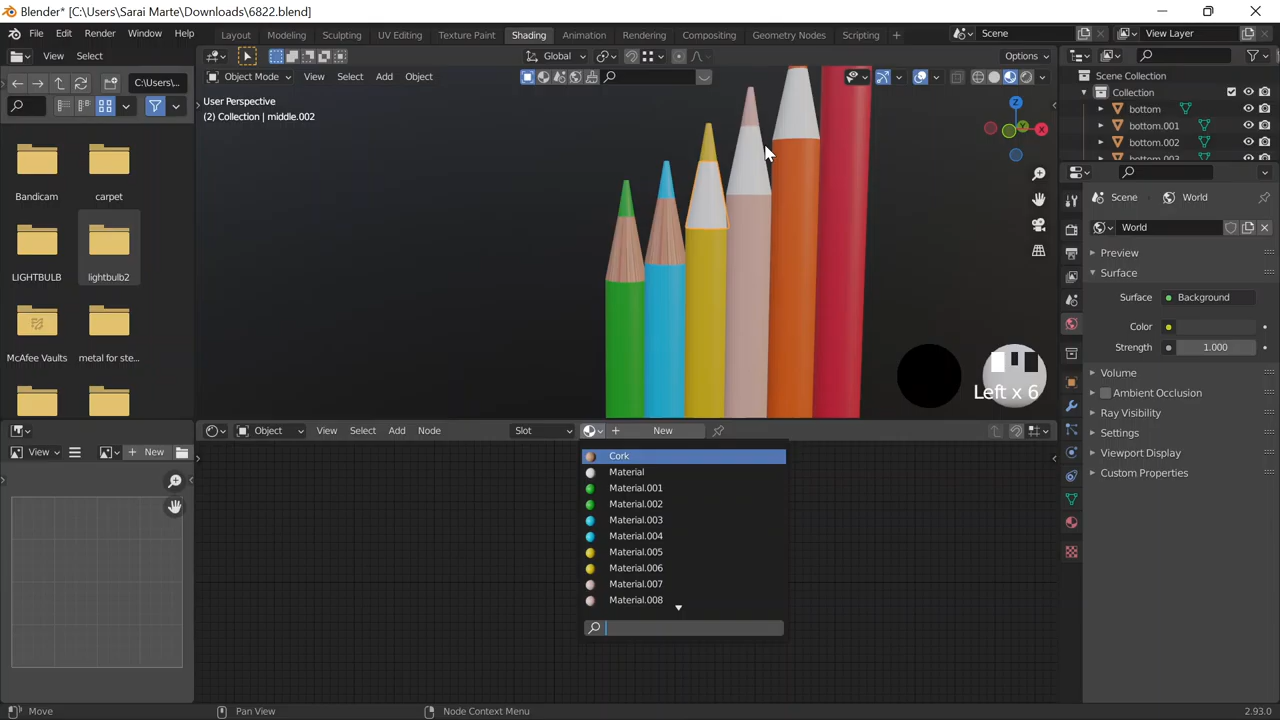 Blender* [C:\Users\Sarai Marte\Downloads\6822.blend]
File Edit Render Window Help Layout Modeling Sculpting UV Editing Texture Paint Shading Animation Rendering Compositing Geometry Nodes Scripting + Scene View Layer
View Select Global Options
C:\Users\... Object Mode View Select Add Object
User Perspective
(2) Collection | middle.002
Scene Collection
Collection
bottom
bottom.001
bottom.002
bottom.003
Z
Y
X
Bandicam
carpet
LIGHTBULB
lightbulb2
McAfee Vaults
metal for ste...
Scene World
World
Preview
Surface
Surface Background
Color
Strength 1.000
Volume
Ambient Occlusion
Ray Visibility
Settings
Viewport Display
Custom Properties
Left x 6
View New
Object View Select Add Node Slot New
Cork
Material
Material.001
Material.002
Material.003
Material.004
Material.005
Material.006
Material.007
Material.008
Move Pan View Node Context Menu 2.93.0